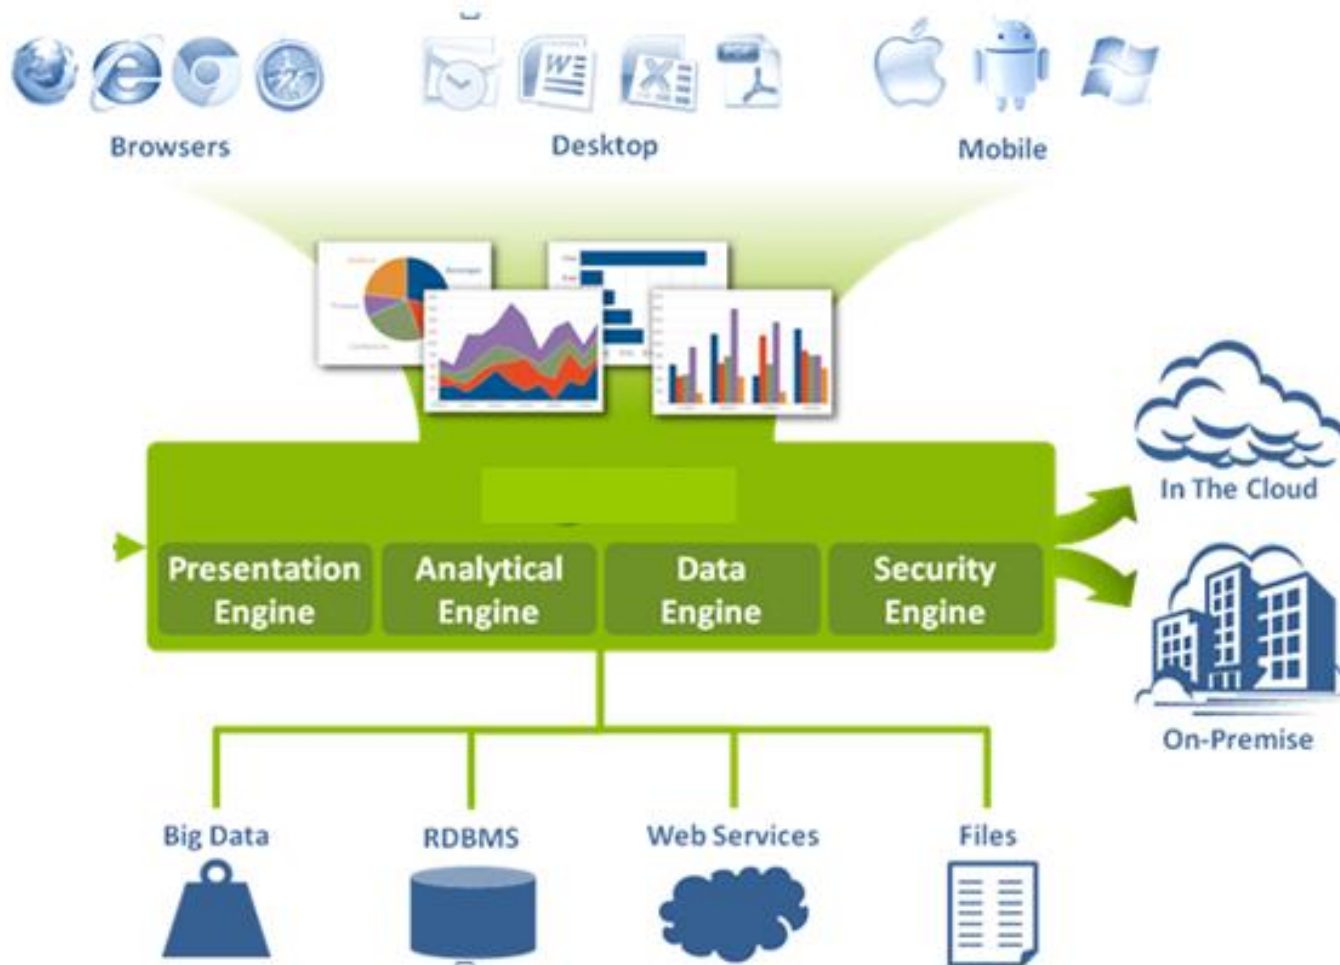 Browsers
Desktop
Mobile
In The Cloud
Presentation
Engine
Analytical
Engine
Data
Engine
Security
Engine
On-Premise
Big Data
RDBMS
Web Services
Files